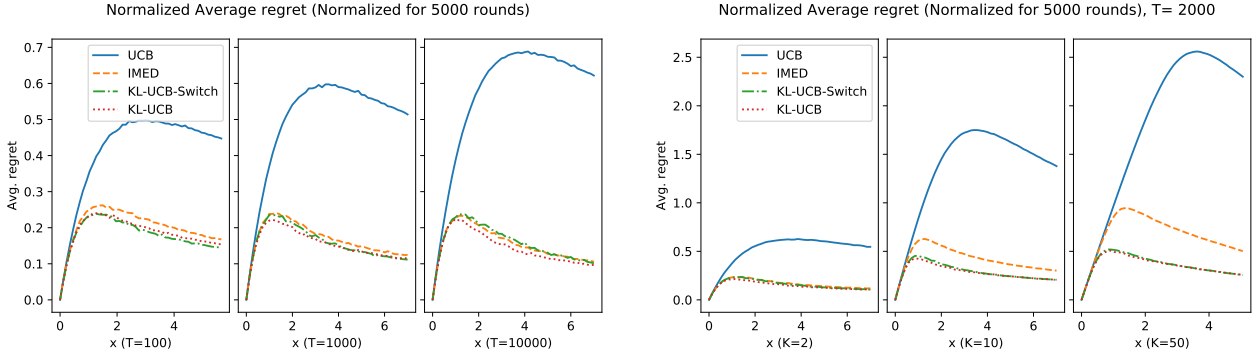 Normalized Average regret (Normalized for 5000 rounds)
Avg. regret
0.7
0.6
0.5
0.4
0.3
0.2
0.1
0.0
UCB
IMED
KL-UCB-Switch
KL-UCB
0 2 4
x (T=100)
0 2 4 6
x (T=1000)
0 2 4 6
x (T=10000)
Normalized Average regret (Normalized for 5000 rounds), T= 2000
Avg. regret
2.5
2.0
1.5
1.0
0.5
0.0
UCB
IMED
KL-UCB-Switch
KL-UCB
0 2 4 6
x (K=2)
0 2 4 6
x (K=10)
0 2 4
x (K=50)